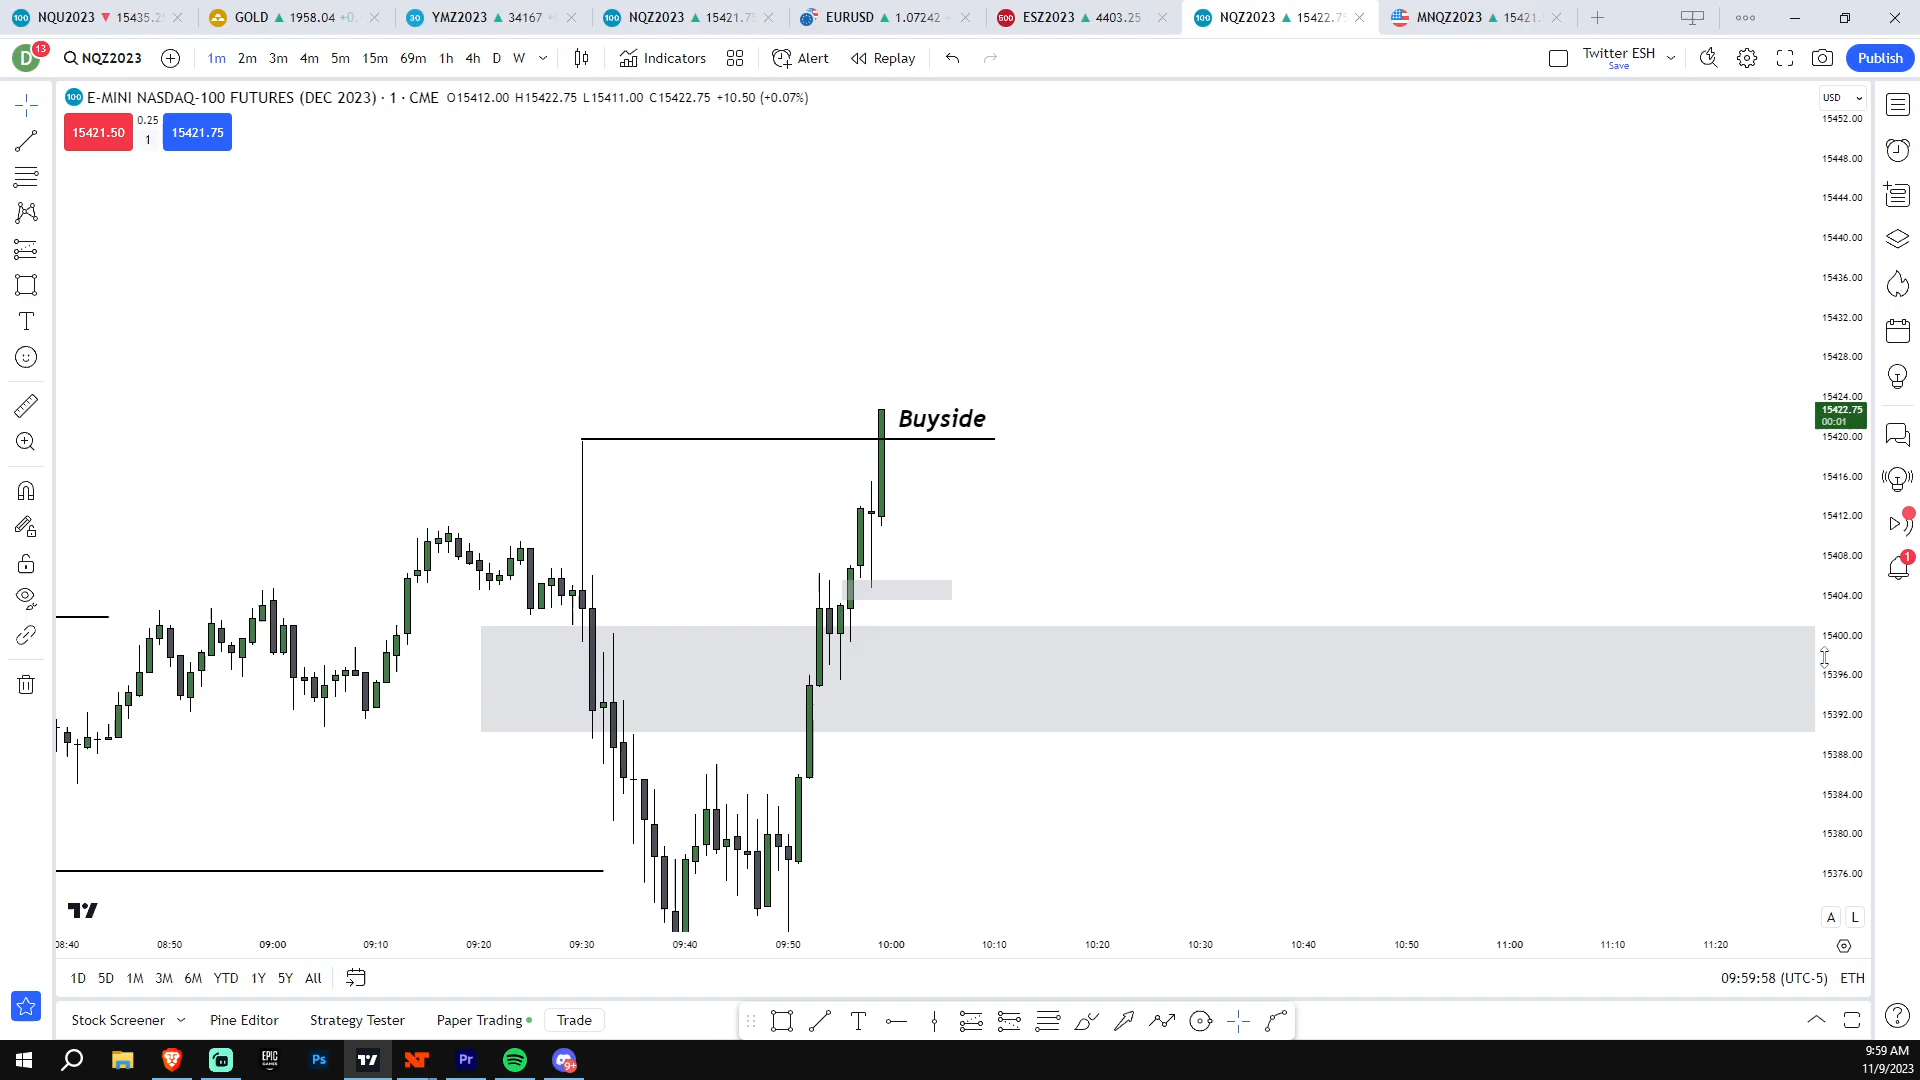 NQU2023 15435.2
GOLD 1958.04 +0.
YMZ2023 34167
NQZ2023 15421.7
EURUSD 1.07242
ESZ2023 4403.25
NQZ2023 15422.7
MNQZ2023 15421.
D 13 NQZ2023 1m 2m 3m 4m 5m 15m 69m 1h 4h D W Indicators Alert Replay Twitter ESH Save Publish
100 E-MINI NASDAQ-100 FUTURES (DEC 2023) · 1 · CME O15412.00 H15422.75 L15411.00 C15422.75 +10.50 (+0.07%)
USD
15421.50 0.25 1 15421.75
15452.00
15448.00
15444.00
15440.00
15436.00
15432.00
15428.00
15424.00
15422.75
00:01
Buyside
15420.00
15416.00
15412.00
15408.00
15404.00
15400.00
15396.00
15392.00
15388.00
15384.00
15380.00
15376.00
A L
08:40 08:50 09:00 09:10 09:20 09:30 09:40 09:50 10:00 10:10 10:20 10:30 10:40 10:50 11:00 11:10 11:20
1D 5D 1M 3M 6M YTD 1Y 5Y All 09:59:58 (UTC-5) ETH
Stock Screener Pine Editor Strategy Tester Paper Trading Trade
EPIC GAMES Ps Pr 9+
9:59 AM
11/9/2023